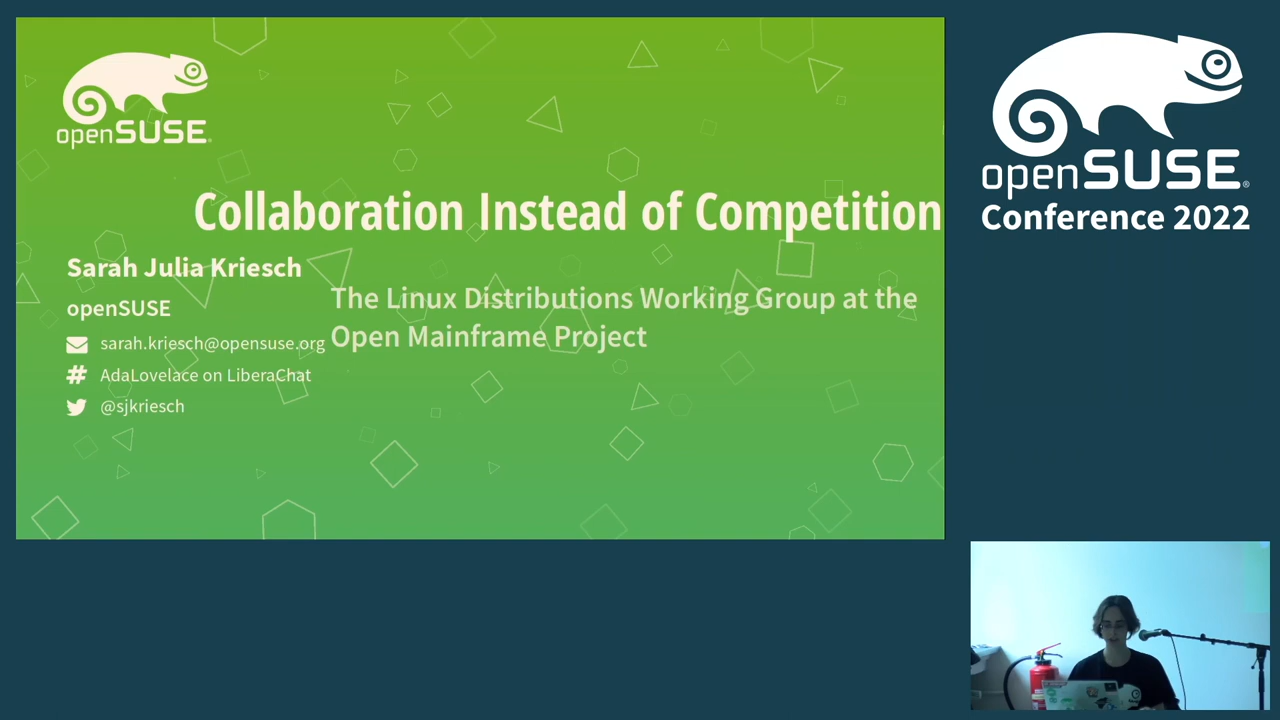 openSUSE
Collaboration Instead of Competition
Sarah Julia Kriesch
openSUSE
sarah.kriesch@opensuse.org
# AdaLovelace on LiberaChat
@sjkriesch
The Linux Distributions Working Group at the
Open Mainframe Project
openSUSE®
Conference 2022